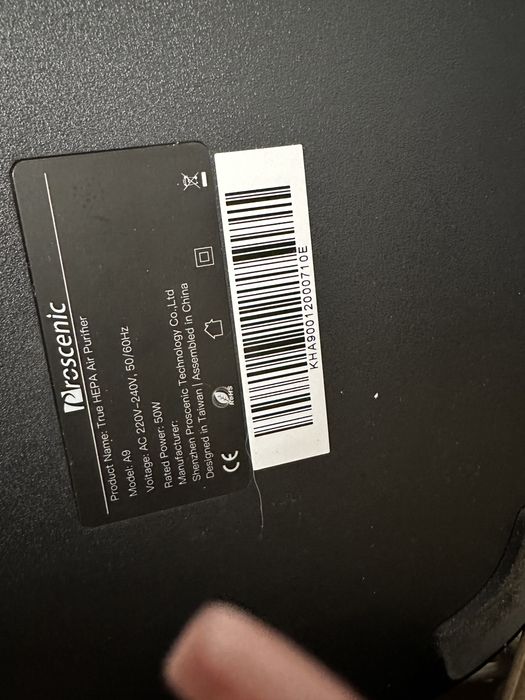 Proscenic
Product Name: True HEPA Air Purifier
Model: A9
Voltage: AC 220V~240V, 50/60Hz
Rated Power: 50W
Manufacturer:
Shenzhen Proscenic Technology Co.,Ltd
Designed in Taiwan | Assembled in China
CE
RoHS
KHA90012000710E